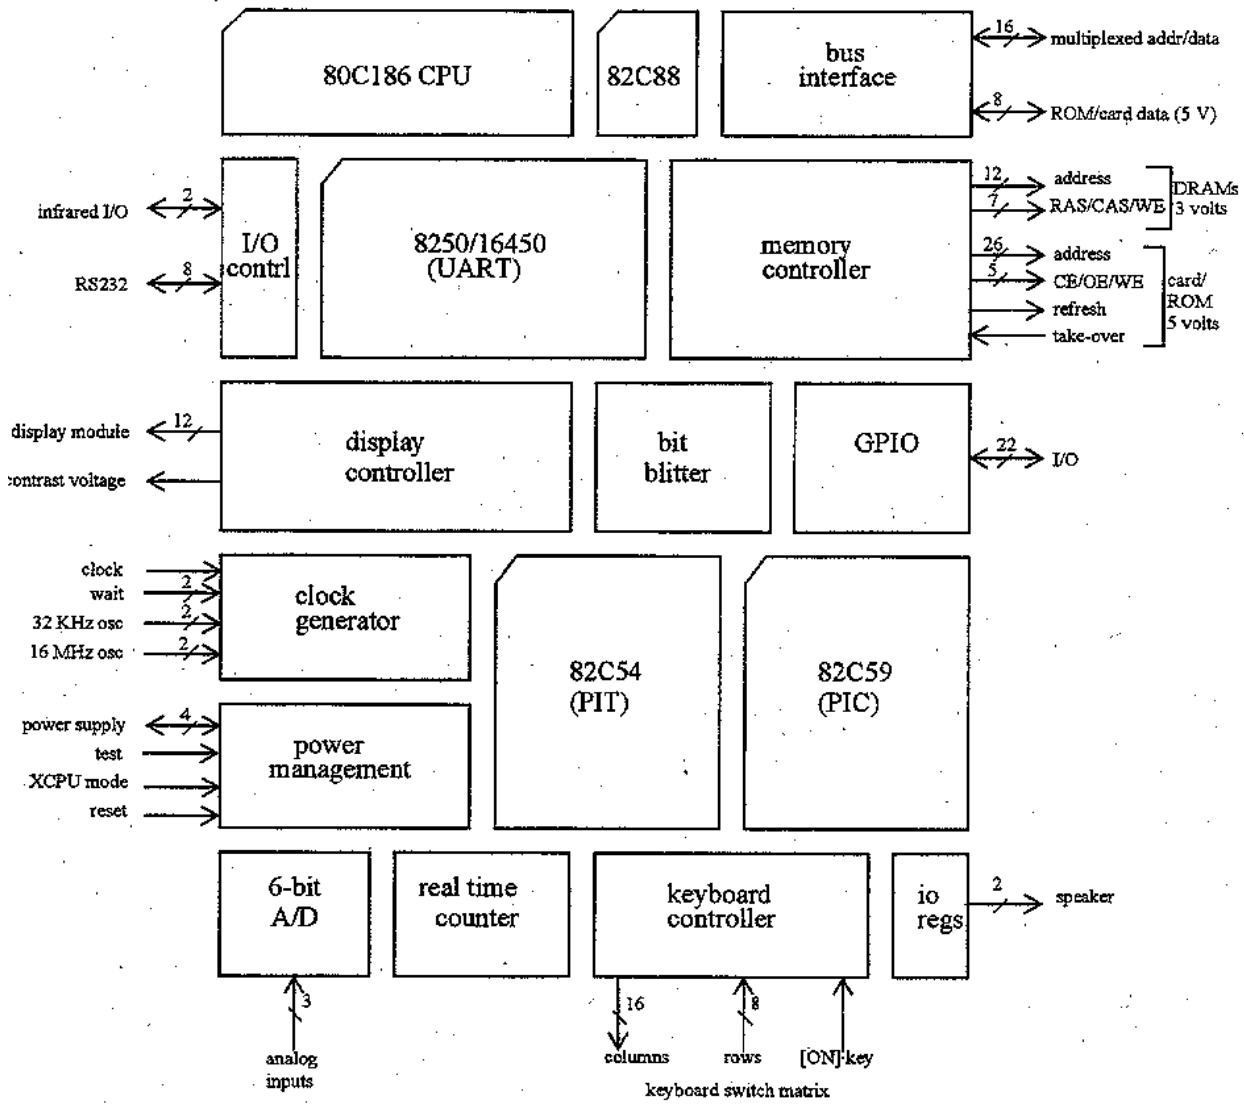 80C186 CPU
82C88
bus
interface
16
multiplexed addr/data
8
ROM/card data (5 V)
infrared I/O
2
RS232
8
I/O
contrl
8250/16450
(UART)
memory
controller
12
address
7
RAS/CAS/WE
DRAMs
3 volts
26
address
5
CE/OE/WE
refresh
take-over
card/
ROM
5 volts
display module
12
contrast voltage
display
controller
bit
blitter
GPIO
22
I/O
clock
wait
2
32 KHz osc
2
16 MHz osc
2
clock
generator
82C54
(PIT)
82C59
(PIC)
power supply
4
test
XCPU mode
reset
power
management
6-bit
A/D
real time
counter
keyboard
controller
io
regs
2
speaker
3
analog
inputs
16
columns
8
rows
[ON] key
keyboard switch matrix